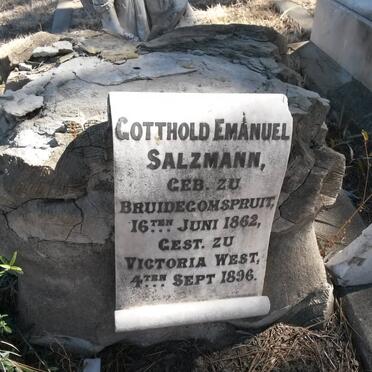 GOTTHOLD EMANUEL
SALZMANN,
GEB. ZU
BRUIDEGOMSPRUIT,
16TEN JUNI 1862,
GEST. ZU
VICTORIA WEST,
4TEN SEPT 1896.